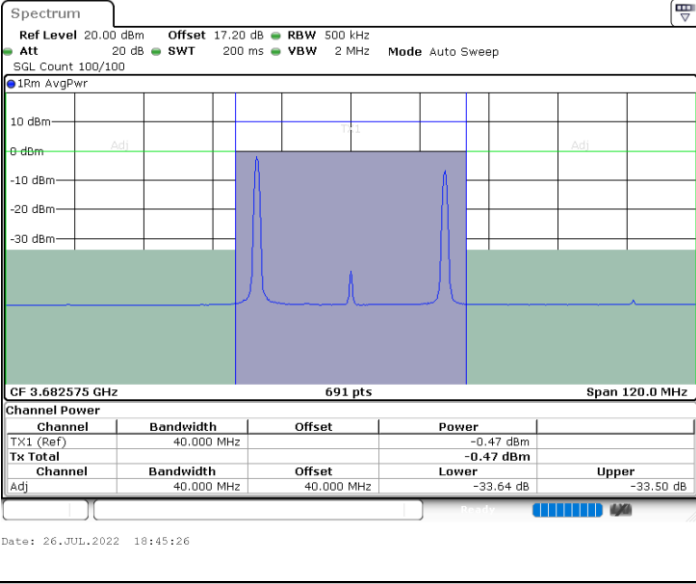 Spectrum
Ref Level 20.00 dBm Offset 17.20 dB RBW 500 kHz
Att 20 dB SWT 200 ms VBW 2 MHz Mode Auto Sweep
SGL Count 100/100
1Rm AvgPwr
10 dBm
TX1
0 dBm
Adj Adj
-10 dBm
-20 dBm
-30 dBm
CF 3.682575 GHz 691 pts Span 120.0 MHz
Channel Power
Channel Bandwidth Offset Power
TX1 (Ref) 40.000 MHz -0.47 dBm
Tx Total -0.47 dBm
Channel Bandwidth Offset Lower Upper
Adj 40.000 MHz 40.000 MHz -33.64 dB -33.50 dB
Ready
Date: 26.JUL.2022 18:45:26